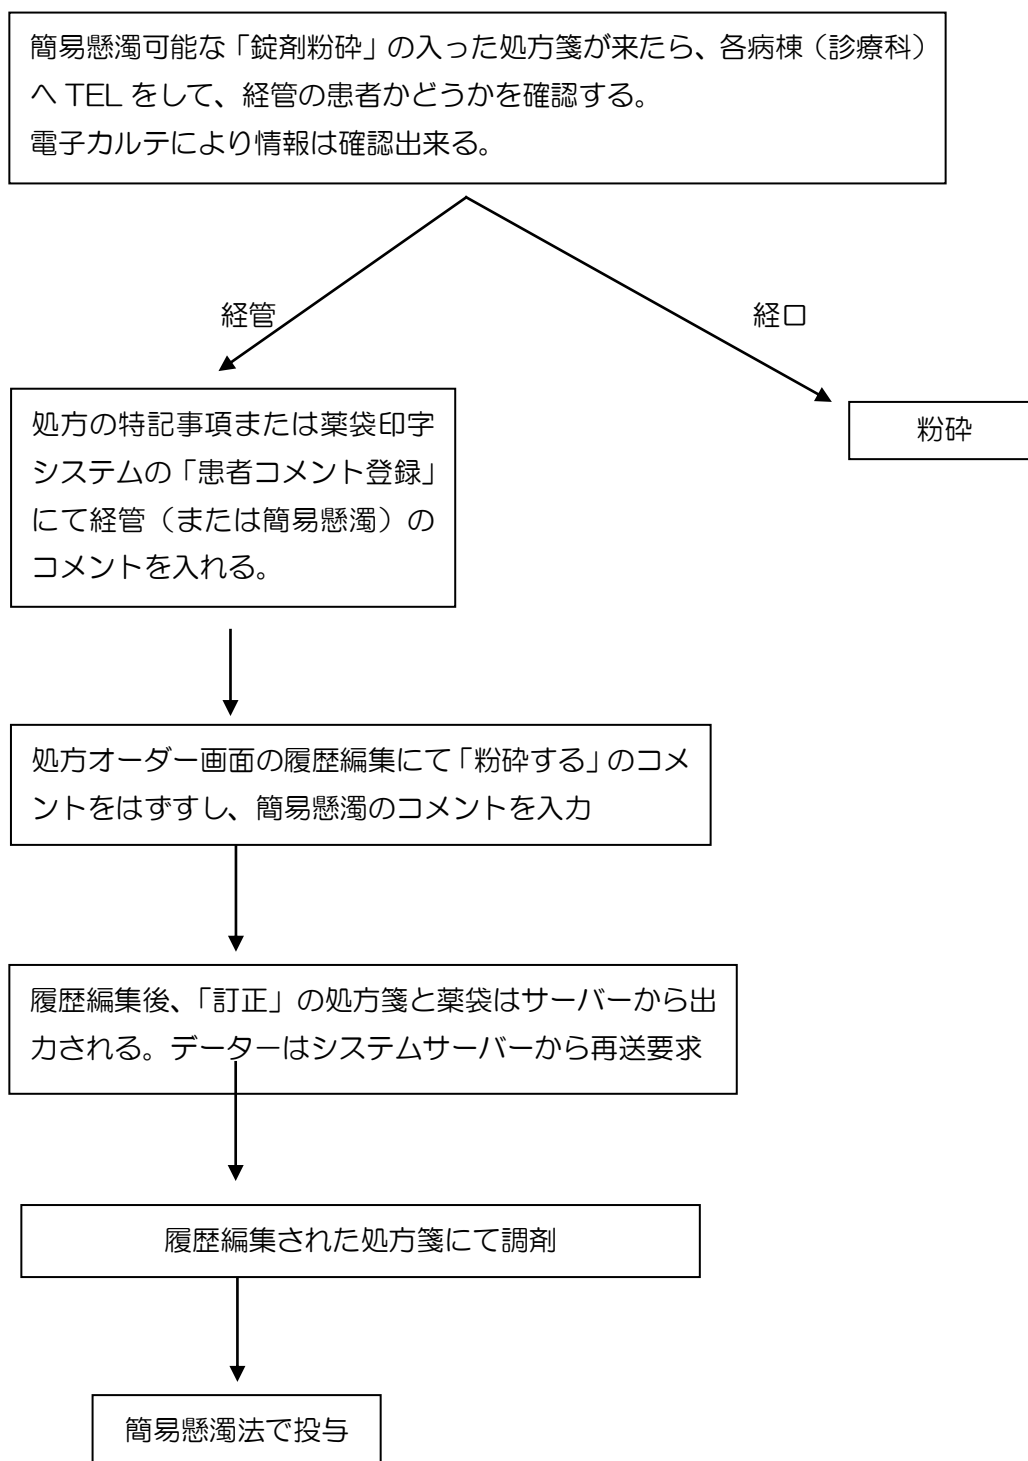 簡易懸濁可能な「錠剤粉砕」の入った処方箋が来たら、各病棟（診療科）
へ TEL をして、経管の患者かどうかを確認する。
電子カルテにより情報は確認出来る。
経管
経口
処方の特記事項または薬袋印字
システムの「患者コメント登録」
にて経管（または簡易懸濁）の
コメントを入れる。
粉砕
処方オーダー画面の履歴編集にて「粉砕する」のコメ
ントをはずすし、簡易懸濁のコメントを入力
履歴編集後、「訂正」の処方箋と薬袋はサーバーから出
力される。データーはシステムサーバーから再送要求
履歴編集された処方箋にて調剤
簡易懸濁法で投与